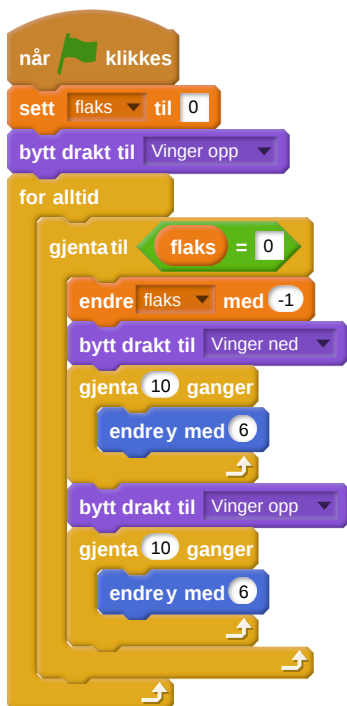 når klikkes
sett flaks til 0
bytt drakt til Vinger opp
for alltid
gjenta til flaks = 0
endre flaks med -1
bytt drakt til Vinger ned
gjenta 10 ganger
endre y med 6
bytt drakt til Vinger opp
gjenta 10 ganger
endre y med 6